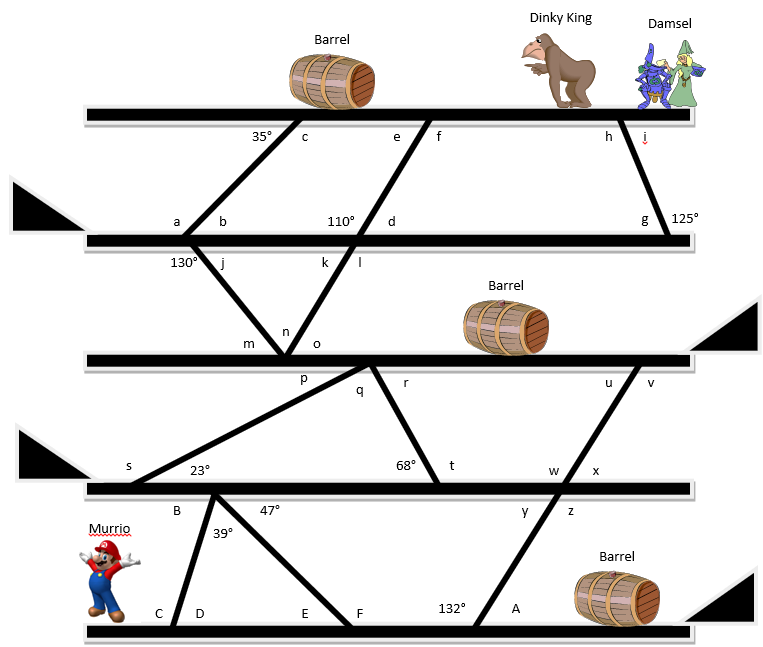 Dinky King
Damsel
Barrel
35° c e f h i
a b 110° d g 125°
130° j k l
Barrel
n
m o
p q r u v
s 23° 68° t w x
B 47° y z
39°
Murrio
Barrel
C D E F 132° A